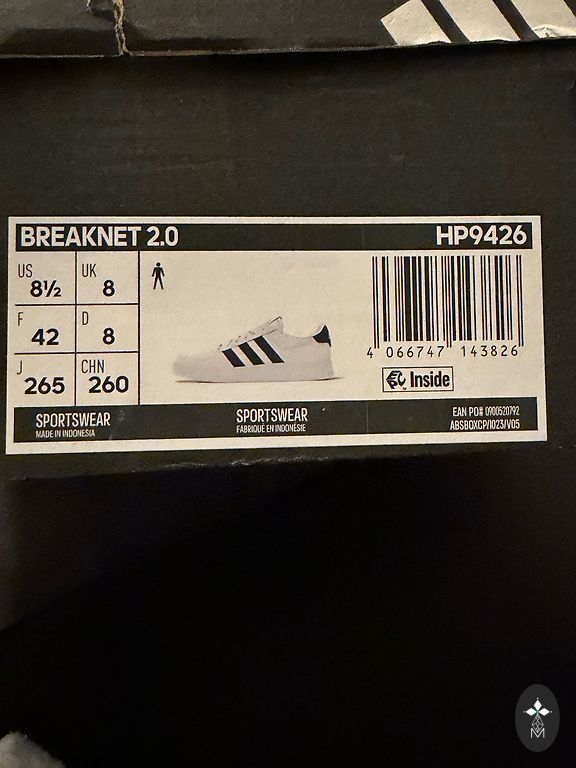 BREAKNET 2.0 HP9426
US 8½ UK 8
F 42 D 8
J 265 CHN 260
4 066747 143826
Inside
SPORTSWEAR
MADE IN INDONESIA
SPORTSWEAR
FABRIQUÉ EN INDONÉSIE
EAN PO# 0900520792
ABSBOXCP/1023/V05
M